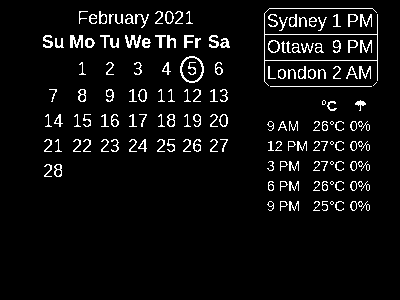 February 2021
Su Mo Tu We Th Fr Sa
1 2 3 4 5 6
7 8 9 10 11 12 13
14 15 16 17 18 19 20
21 22 23 24 25 26 27
28
Sydney 1 PM
Ottawa 9 PM
London 2 AM
°C ☂
9 AM 26°C 0%
12 PM 27°C 0%
3 PM 27°C 0%
6 PM 26°C 0%
9 PM 25°C 0%